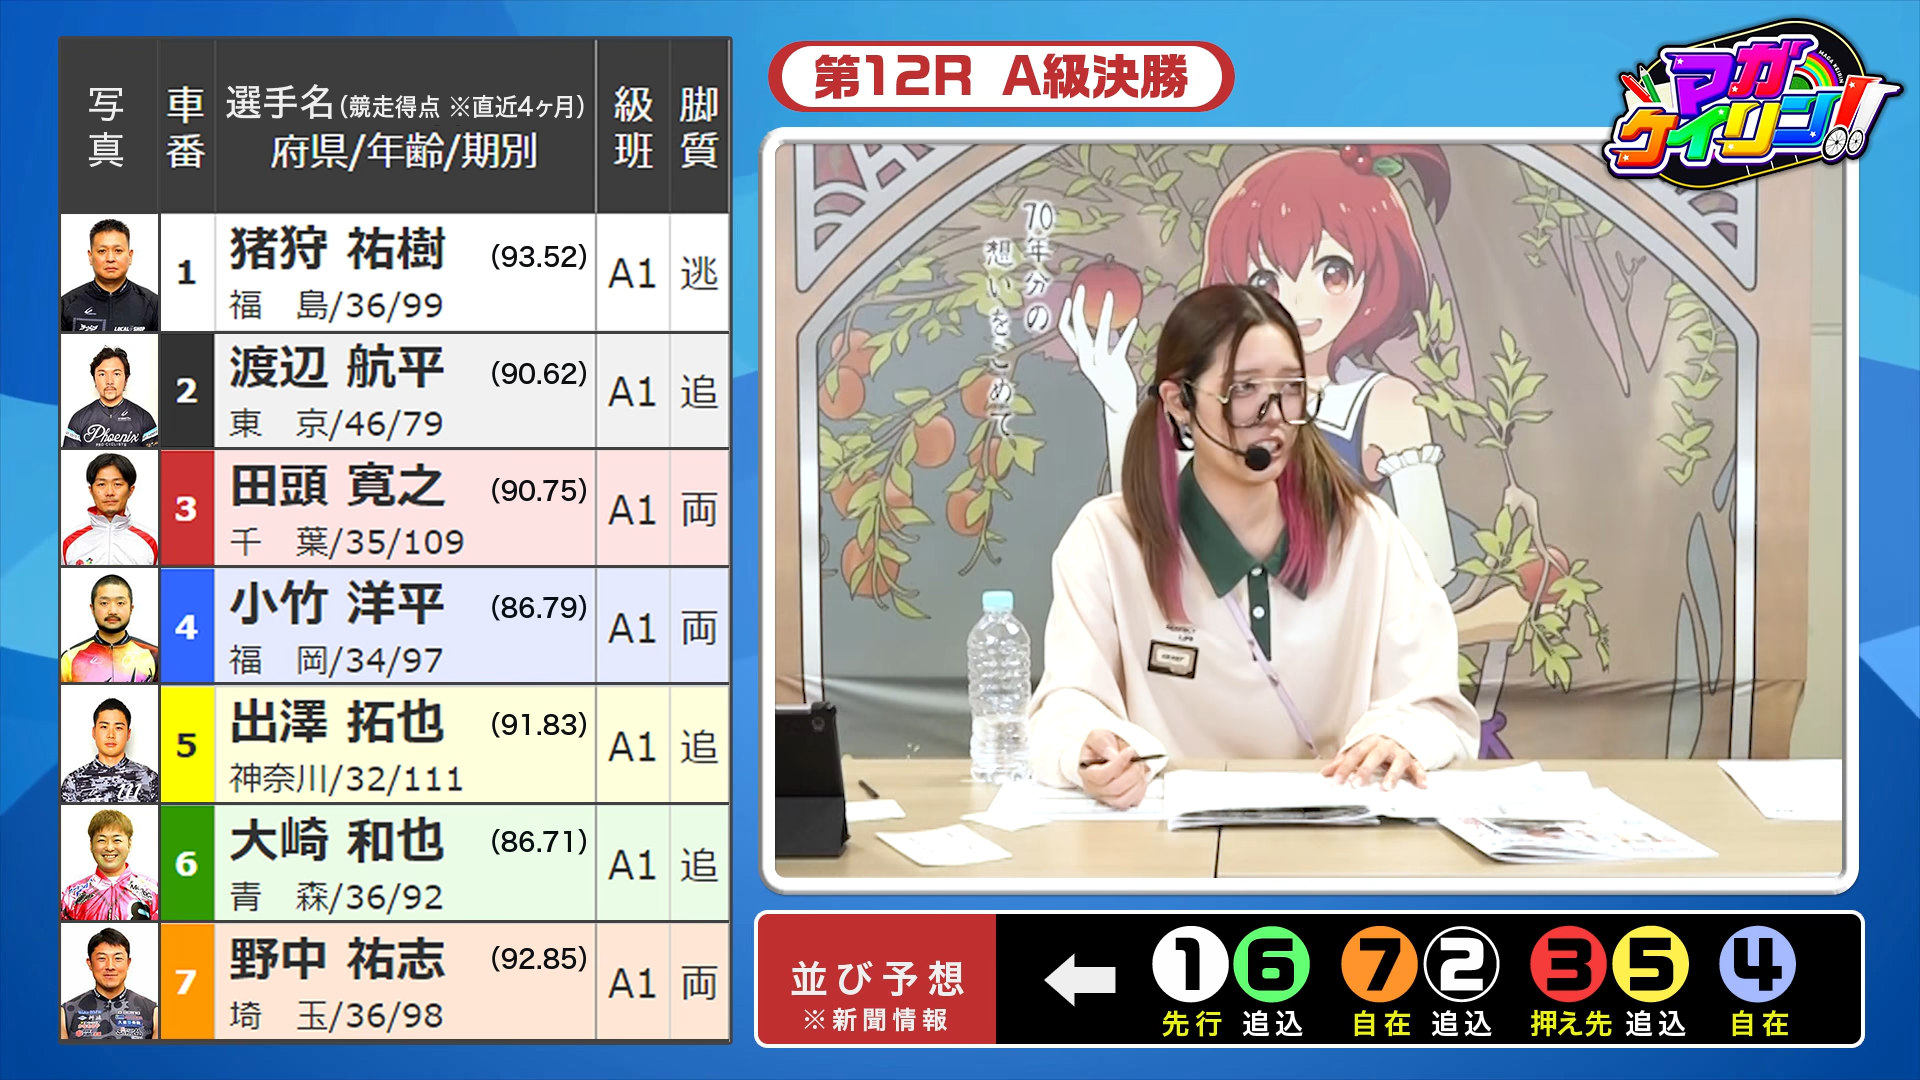 写真
車番
選手名(競走得点 ※直近4ヶ月)
府県/年齢/期別
級班
脚質
1
猪狩 祐樹 (93.52)
福 島/36/99
A1
逃
2
渡辺 航平 (90.62)
東 京/46/79
A1
追
Phoenix
3
田頭 寛之 (90.75)
千 葉/35/109
A1
両
4
小竹 洋平 (86.79)
福 岡/34/97
A1
両
5
出澤 拓也 (91.83)
神奈川/32/111
A1
追
6
大崎 和也 (86.71)
青 森/36/92
A1
追
7
野中 祐志 (92.85)
埼 玉/36/98
A1
両
第12R A級決勝
マガ
ケイリン!!
70年分の
想いをこめて
並び予想
※新聞情報
1 6 7 2 3 5 4
先行 追込 自在 追込 押え先 追込 自在